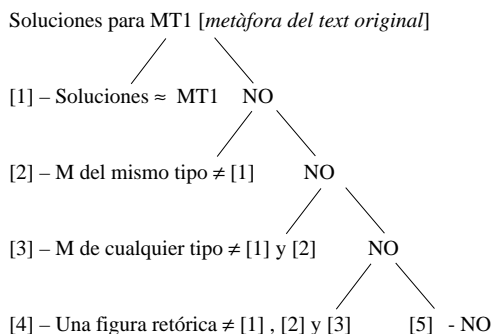 Soluciones para MT1 [metàfora del text original]
[1] – Soluciones ≈ MT1 NO
[2] – M del mismo tipo ≠ [1] NO
[3] – M de cualquier tipo ≠ [1] y [2] NO
[4] – Una figura retórica ≠ [1] , [2] y [3] [5] - NO